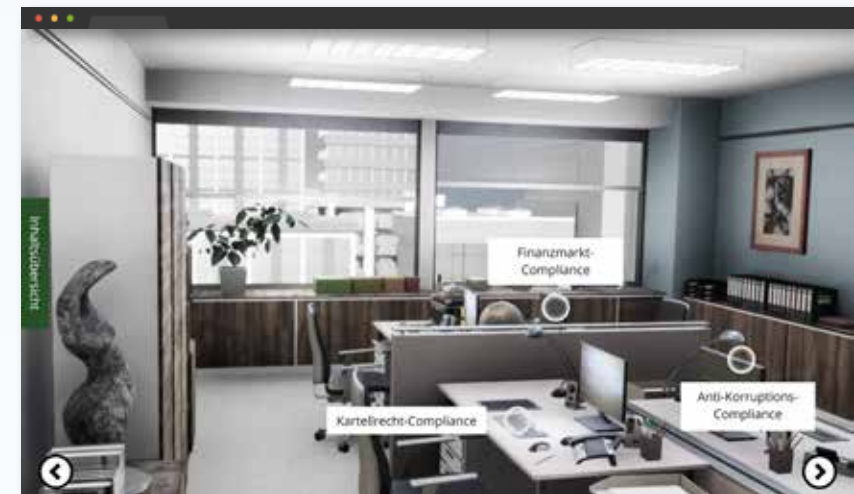 Inhaltsübersicht
Finanzmarkt-
Compliance
Kartellrecht-Compliance
Anti-Korruptions-
Compliance